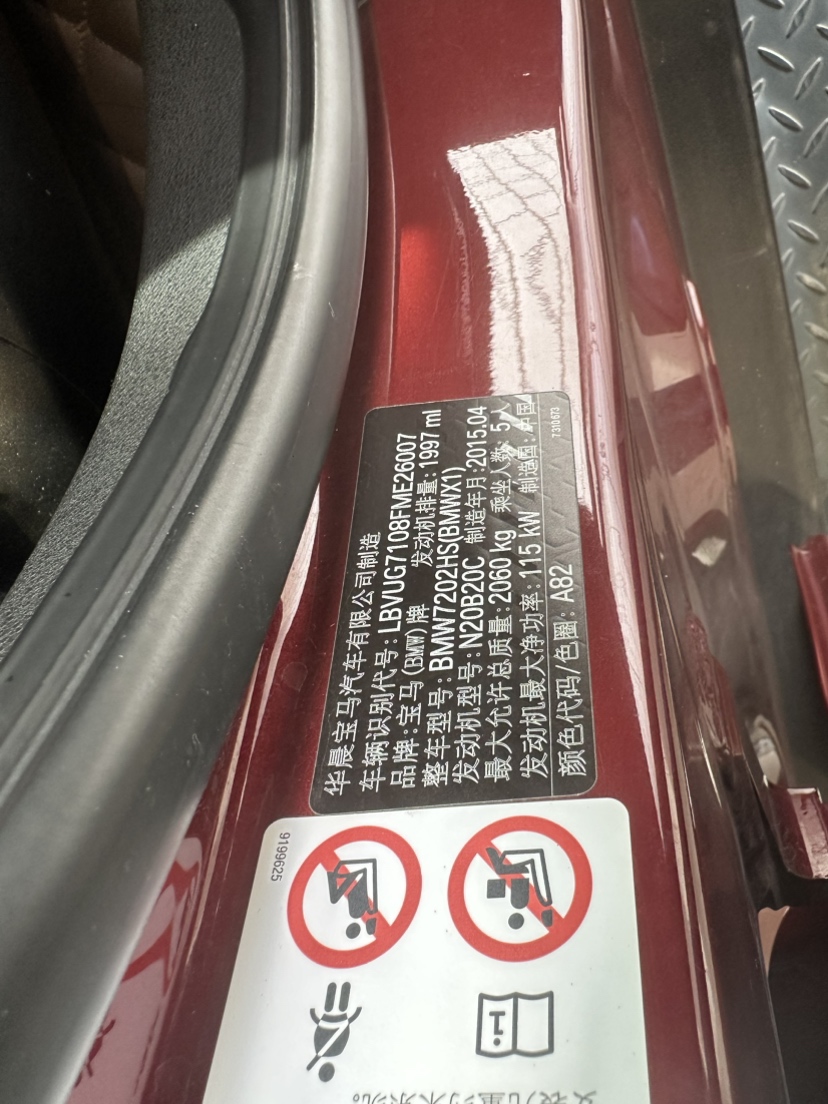 华晨宝马汽车有限公司制造
车辆识别代号:LBVUG7108FME26007
品牌:宝马(BMW)牌 发动机排量:1997 ml
整车型号:BMW7202HS(BMWX1)
发动机型号:N20B20C 制造年月:2015.04
最大允许总质量:2060 kg 乘坐人数:5人
发动机最大净功率:115 kW 制造国:中国
颜色代码/色圈:A82
7310673
9199625